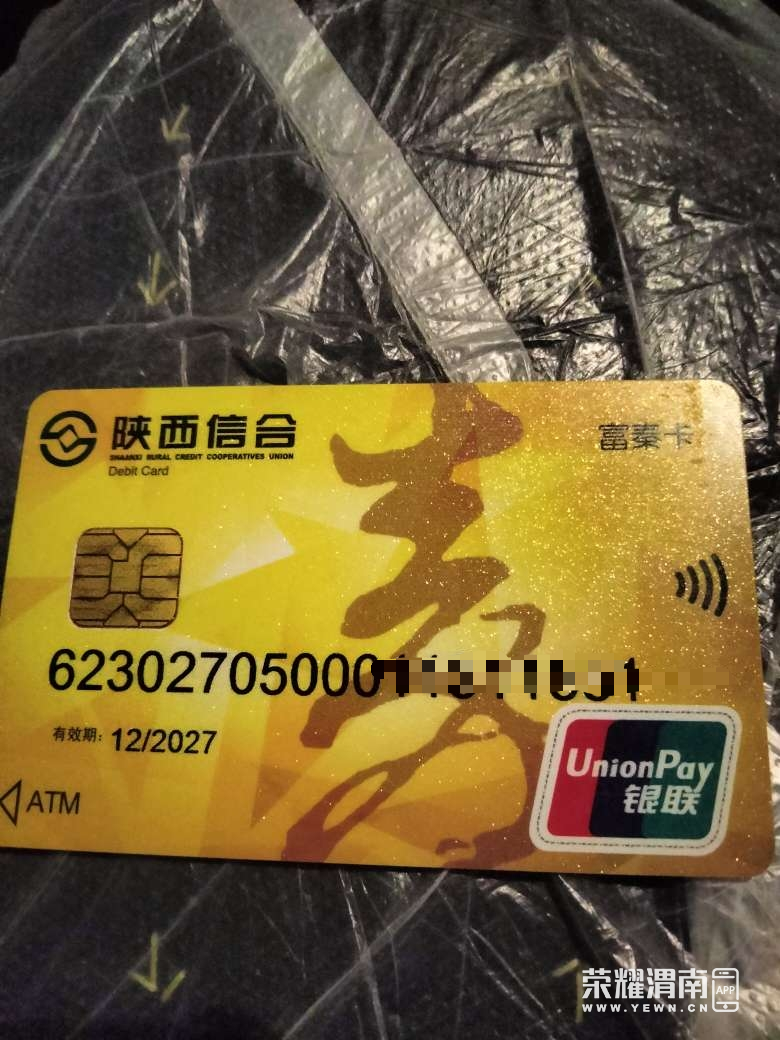 陕西信合
SHAANXI RURAL CREDIT COOPERATIVES UNION
Debit Card
富秦卡
秦
62302705000
有效期: 12/2027
ATM
UnionPay
银联
荣耀渭南 APP
WWW.YEWN.CN